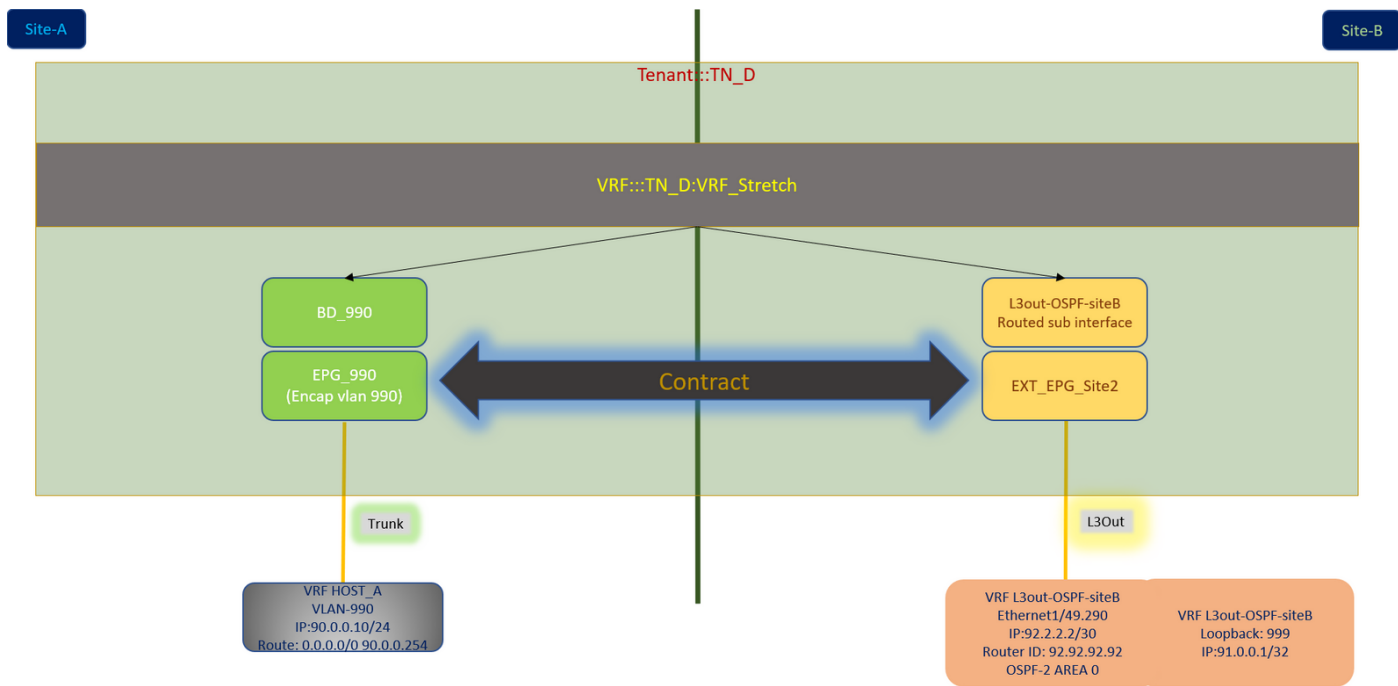 Site-A
Site-B
Tenant:::TN_D
VRF:::TN_D:VRF_Stretch
BD_990
L3out-OSPF-siteB
Routed sub interface
EPG_990
(Encap vlan 990)
Contract
EXT_EPG_Site2
Trunk
L3Out
VRF HOST_A
VLAN-990
IP:90.0.0.10/24
Route: 0.0.0.0/0 90.0.0.254
VRF L3out-OSPF-siteB
Ethernet1/49.290
IP:92.2.2.2/30
Router ID: 92.92.92.92
OSPF-2 AREA 0
VRF L3out-OSPF-siteB
Loopback: 999
IP:91.0.0.1/32